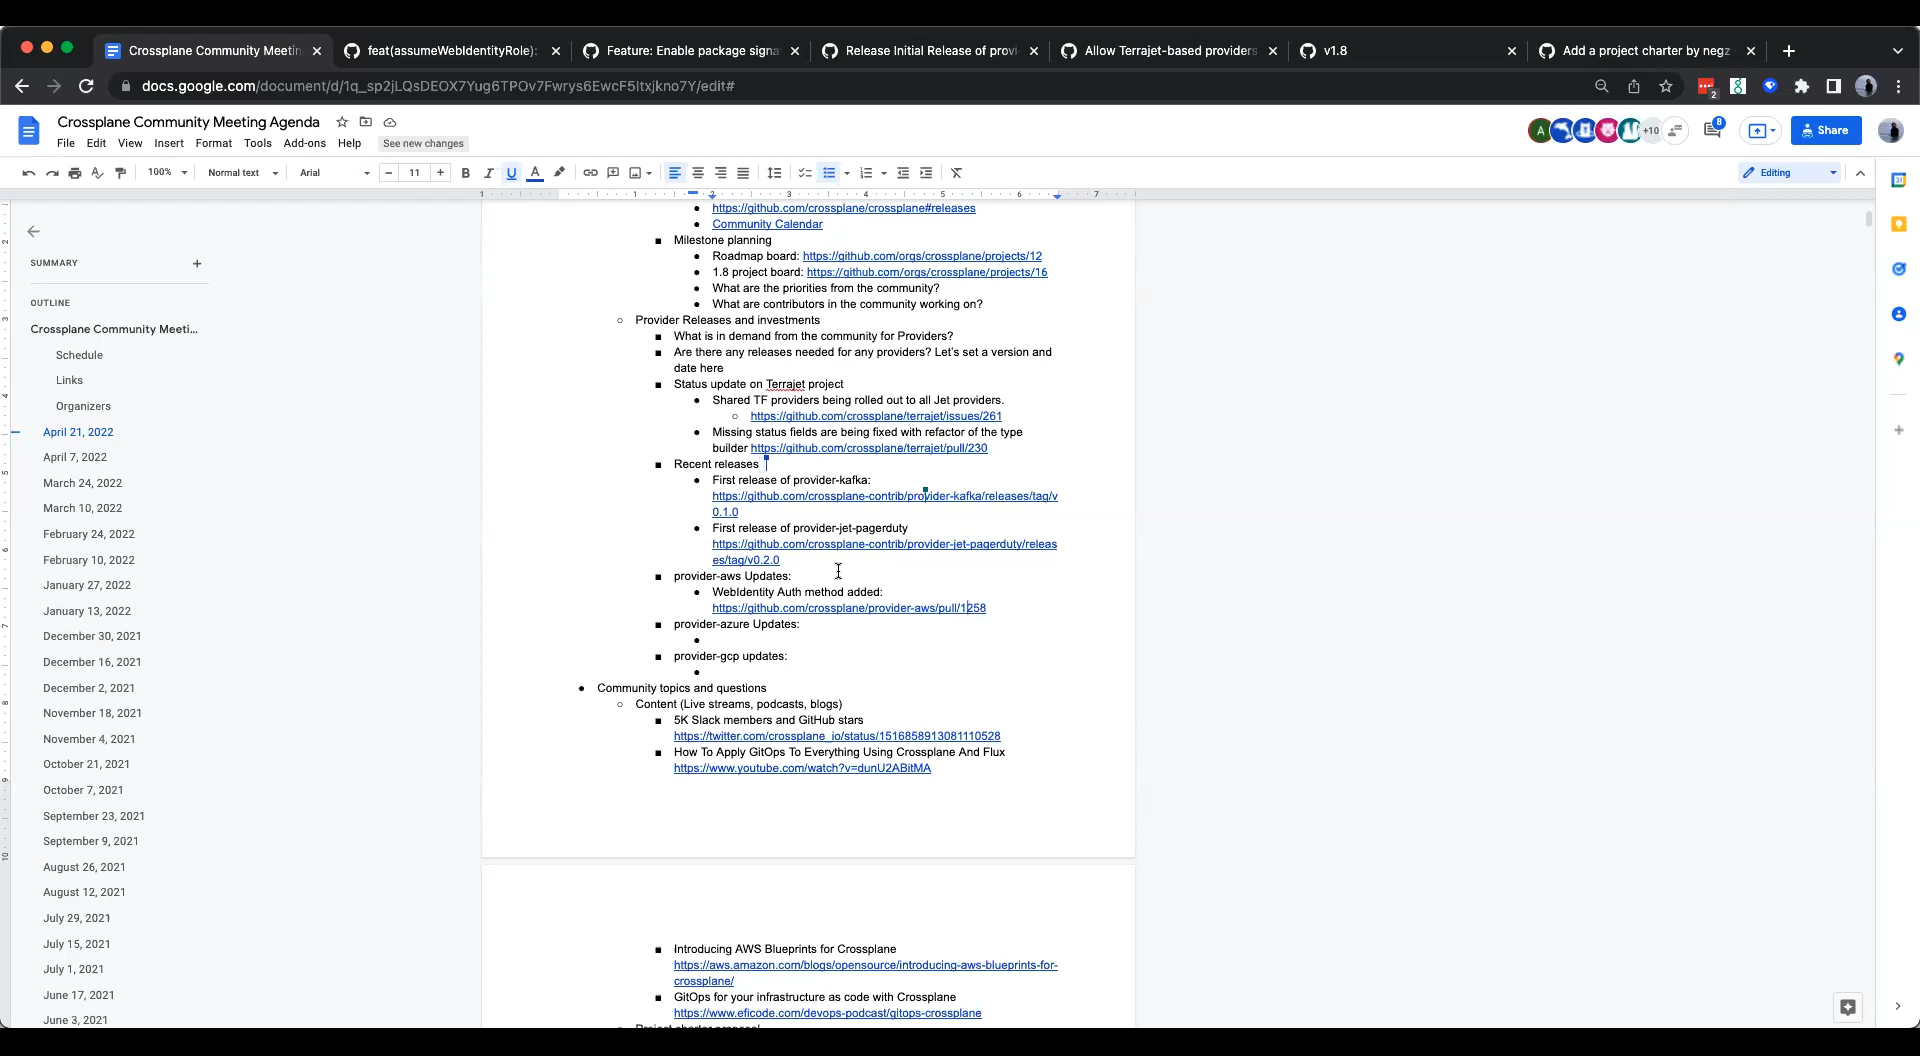 Crossplane Community Meetin
feat(assumeWebIdentityRole):
Feature: Enable package signa
Release Initial Release of provi
Allow Terrajet-based providers
v1.8
Add a project charter by negz
docs.google.com/document/d/1q_sp2jLQsDEOX7Yug6TPOv7Fwrys6EwcF5Itxjkno7Y/edit#
2
Crossplane Community Meeting Agenda
A
+10
8
Share
File Edit View Insert Format Tools Add-ons Help See new changes
100% Normal text Arial 11 B I U A Editing
1 1 2 3 4 5 6 7
SUMMARY
OUTLINE
Crossplane Community Meeti...
Schedule
Links
Organizers
April 21, 2022
April 7, 2022
March 24, 2022
March 10, 2022
February 24, 2022
February 10, 2022
January 27, 2022
January 13, 2022
December 30, 2021
December 16, 2021
December 2, 2021
November 18, 2021
November 4, 2021
October 21, 2021
October 7, 2021
September 23, 2021
September 9, 2021
August 26, 2021
August 12, 2021
July 29, 2021
July 15, 2021
July 1, 2021
June 17, 2021
June 3, 2021
https://github.com/crossplane/crossplane#releases
Community Calendar
Milestone planning
Roadmap board: https://github.com/orgs/crossplane/projects/12
1.8 project board: https://github.com/orgs/crossplane/projects/16
What are the priorities from the community?
What are contributors in the community working on?
Provider Releases and investments
What is in demand from the community for Providers?
Are there any releases needed for any providers? Let's set a version and
date here
Status update on Terrajet project
Shared TF providers being rolled out to all Jet providers.
https://github.com/crossplane/terrajet/issues/261
Missing status fields are being fixed with refactor of the type
builder https://github.com/crossplane/terrajet/pull/230
Recent releases
First release of provider-kafka:
https://github.com/crossplane-contrib/provider-kafka/releases/tag/v
0.1.0
First release of provider-jet-pagerduty
https://github.com/crossplane-contrib/provider-jet-pagerduty/releas
es/tag/v0.2.0
provider-aws Updates:
WebIdentity Auth method added:
https://github.com/crossplane/provider-aws/pull/1258
provider-azure Updates:
provider-gcp updates:
Community topics and questions
Content (Live streams, podcasts, blogs)
5K Slack members and GitHub stars
https://twitter.com/crossplane_io/status/1516858913081110528
How To Apply GitOps To Everything Using Crossplane And Flux
https://www.youtube.com/watch?v=dunU2ABitMA
Introducing AWS Blueprints for Crossplane
https://aws.amazon.com/blogs/opensource/introducing-aws-blueprints-for-
crossplane/
GitOps for your infrastructure as code with Crossplane
https://www.eficode.com/devops-podcast/gitops-crossplane
Project charter proposal